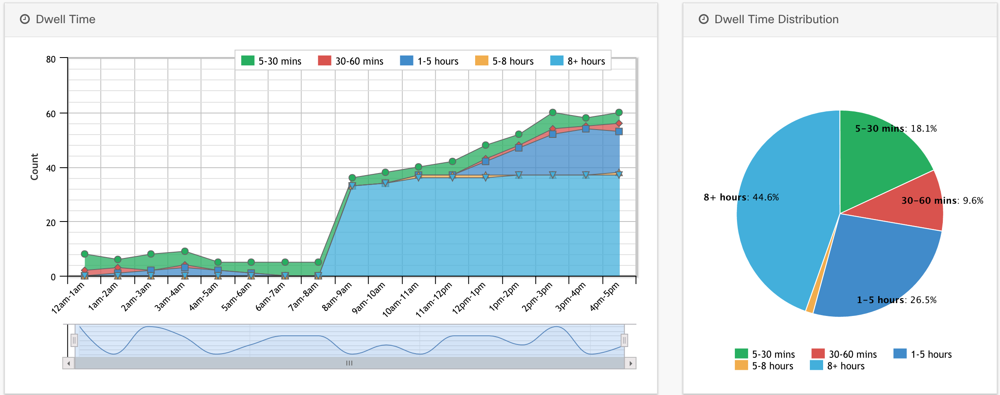 Dwell Time
5-30 mins 30-60 mins 1-5 hours 5-8 hours 8+ hours
80
60
40
20
0
Count
12am-1am
1am-2am
2am-3am
3am-4am
4am-5am
5am-6am
6am-7am
7am-8am
8am-9am
9am-10am
10am-11am
11am-12pm
12pm-1pm
1pm-2pm
2pm-3pm
3pm-4pm
4pm-5pm
Dwell Time Distribution
5-30 mins: 18.1%
8+ hours: 44.6%
30-60 mins: 9.6%
1-5 hours: 26.5%
5-30 mins 30-60 mins 1-5 hours
5-8 hours 8+ hours